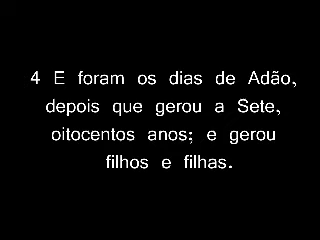 4 E foram os dias de Adão,
depois que gerou a Sete,
oitocentos anos; e gerou
filhos e filhas.